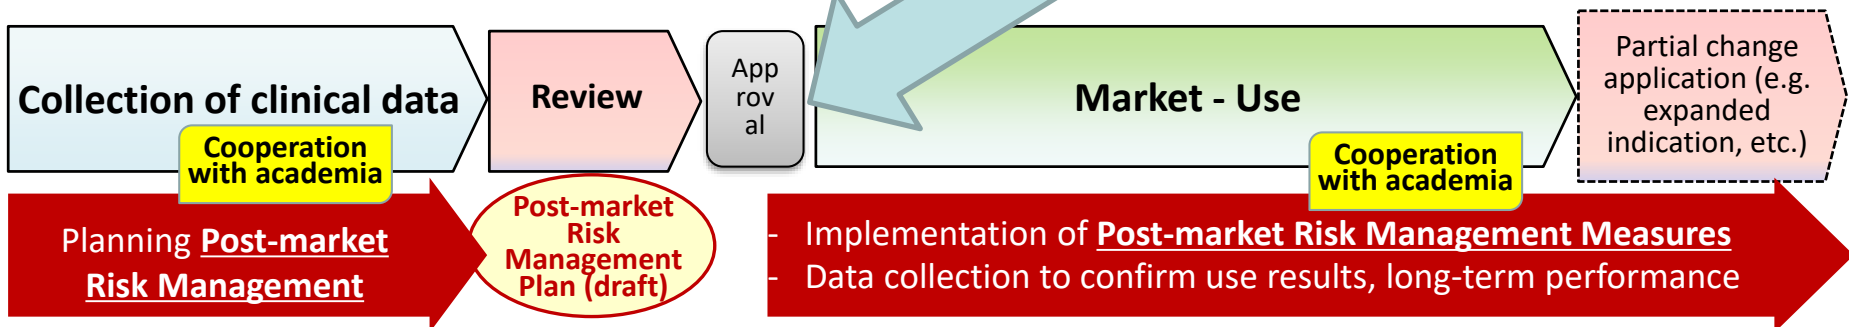 Collection of clinical data
Cooperation
with academia
Review
App
rov
al
Market - Use
Cooperation
with academia
Partial change
application (e.g.
expanded
indication, etc.)
Planning Post-market
Risk Management
Post-market
Risk
Management
Plan (draft)
- Implementation of Post-market Risk Management Measures
- Data collection to confirm use results, long-term performance